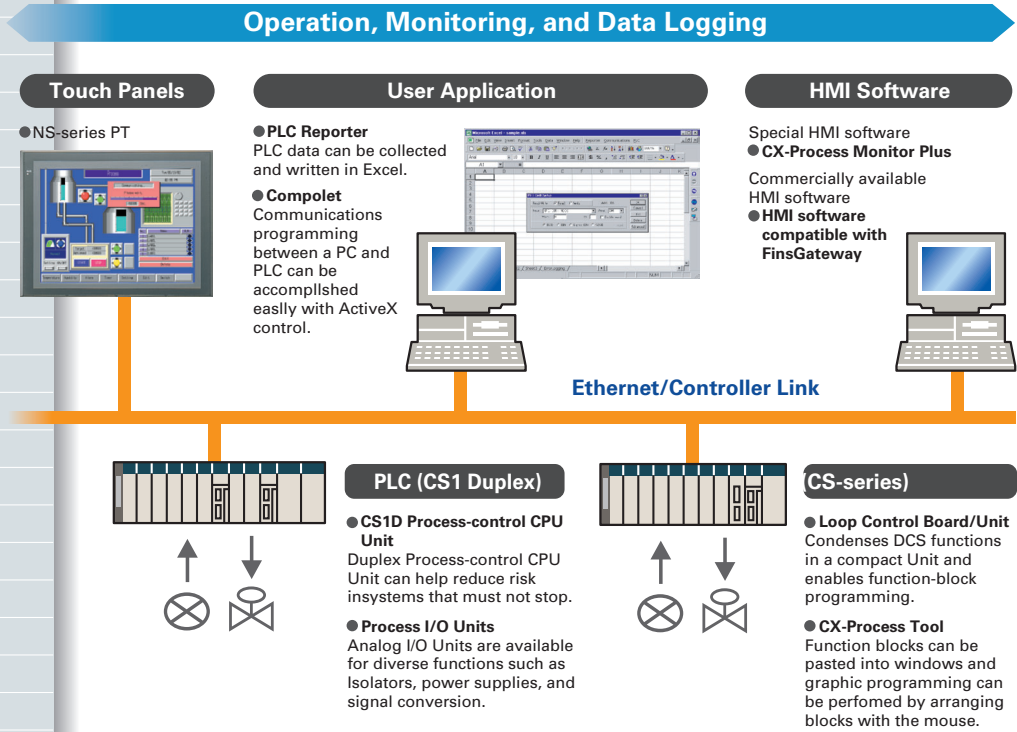 Operation, Monitoring, and Data Logging
Touch Panels
●NS-series PT
User Application
●PLC Reporter
PLC data can be collected
and written in Excel.
●Compolet
Communications
programming
between a PC and
PLC can be
accompllshed
easlly with ActiveX
control.
Microsoft Excel - sample.xls
HMI Software
Special HMI software
●CX-Process Monitor Plus
Commercially available
HMI software
●HMI software
compatible with
FinsGateway
Ethernet/Controller Link
PLC (CS1 Duplex)
●CS1D Process-control CPU
Unit
Duplex Process-control CPU
Unit can help reduce risk
insystems that must not stop.
●Process I/O Units
Analog I/O Units are available
for diverse functions such as
Isolators, power supplies, and
signal conversion.
(CS-series)
●Loop Control Board/Unit
Condenses DCS functions
in a compact Unit and
enables function-block
programming.
●CX-Process Tool
Function blocks can be
pasted into windows and
graphic programming can
be perfomed by arranging
blocks with the mouse.